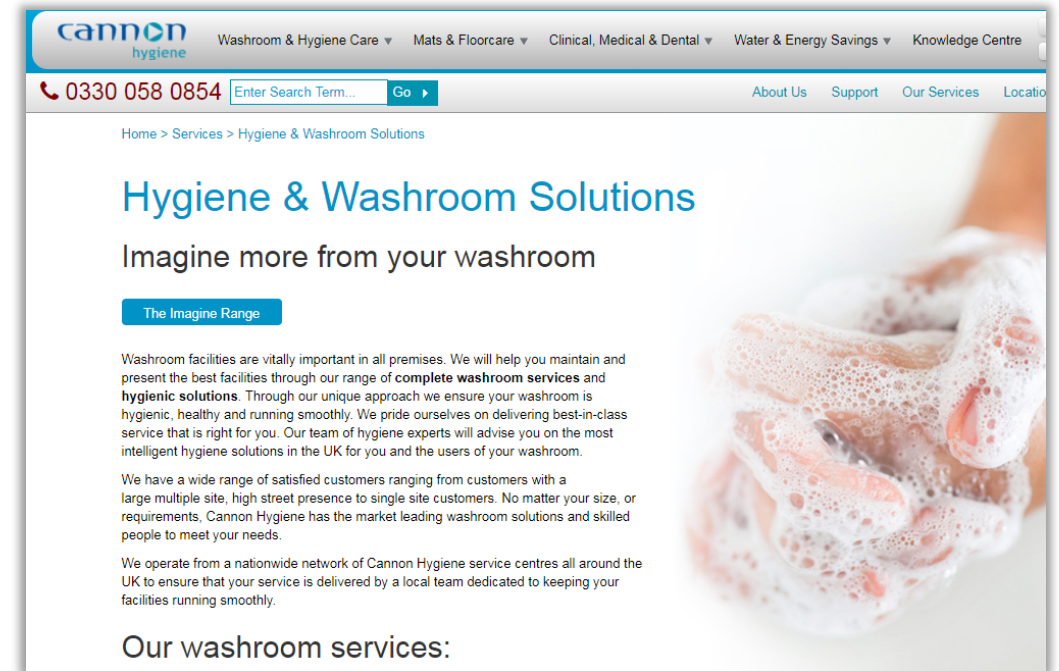 cannon
hygiene
Washroom & Hygiene Care Mats & Floorcare Clinical, Medical & Dental Water & Energy Savings Knowledge Centre
0330 058 0854 Enter Search Term... Go About Us Support Our Services Locatio
Home > Services > Hygiene & Washroom Solutions
Hygiene & Washroom Solutions
Imagine more from your washroom
The Imagine Range
Washroom facilities are vitally important in all premises. We will help you maintain and
present the best facilities through our range of complete washroom services and
hygienic solutions. Through our unique approach we ensure your washroom is
hygienic, healthy and running smoothly. We pride ourselves on delivering best-in-class
service that is right for you. Our team of hygiene experts will advise you on the most
intelligent hygiene solutions in the UK for you and the users of your washroom.
We have a wide range of satisfied customers ranging from customers with a
large multiple site, high street presence to single site customers. No matter your size, or
requirements, Cannon Hygiene has the market leading washroom solutions and skilled
people to meet your needs.
We operate from a nationwide network of Cannon Hygiene service centres all around the
UK to ensure that your service is delivered by a local team dedicated to keeping your
facilities running smoothly.
Our washroom services: